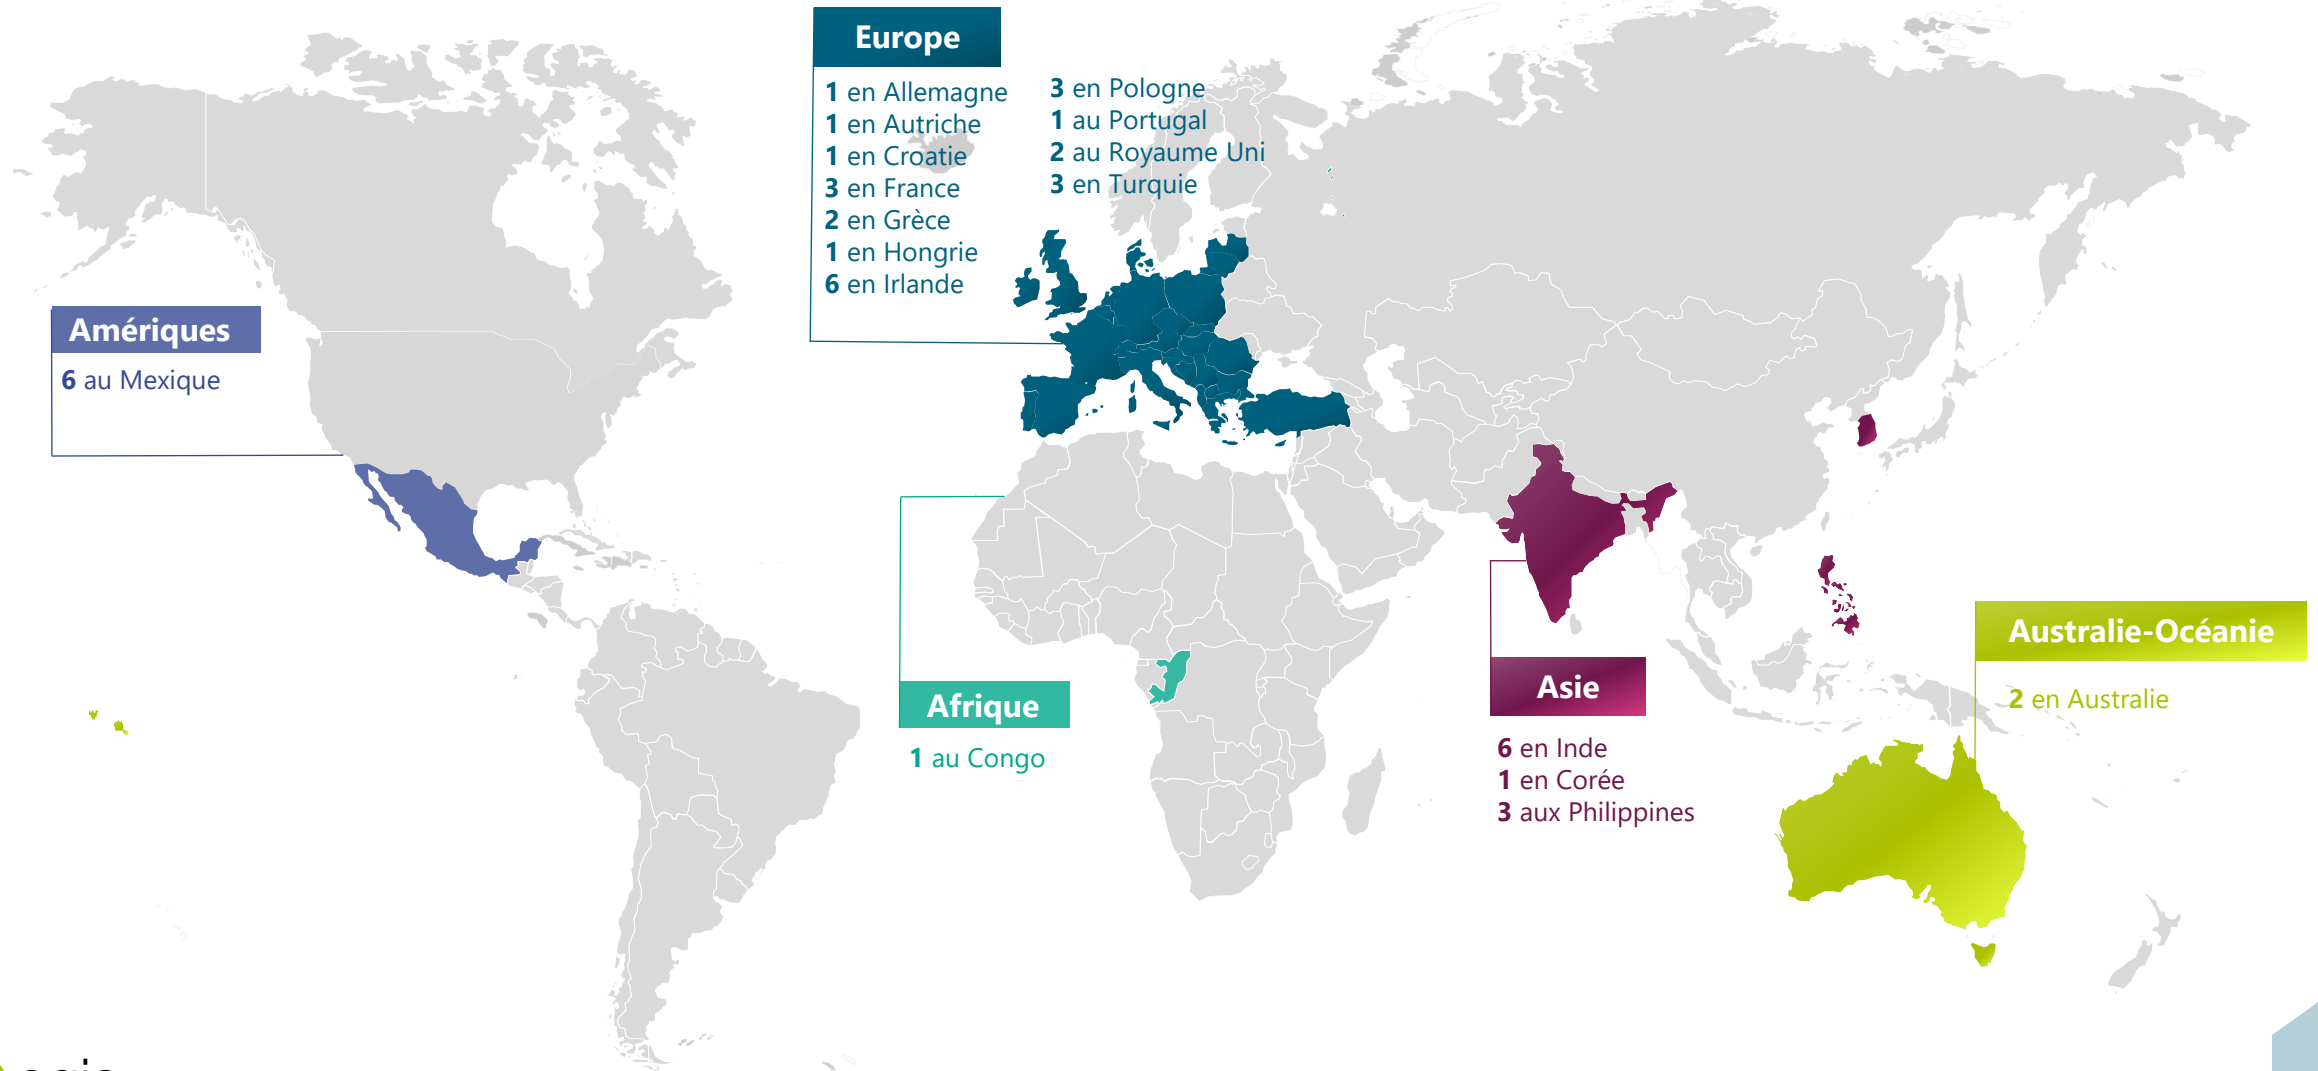 Europe
1 en Allemagne
1 en Autriche
1 en Croatie
3 en France
2 en Grèce
1 en Hongrie
6 en Irlande
3 en Pologne
1 au Portugal
2 au Royaume Uni
3 en Turquie
Amériques
6 au Mexique
Afrique
1 au Congo
Asie
6 en Inde
1 en Corée
3 aux Philippines
Australie-Océanie
2 en Australie